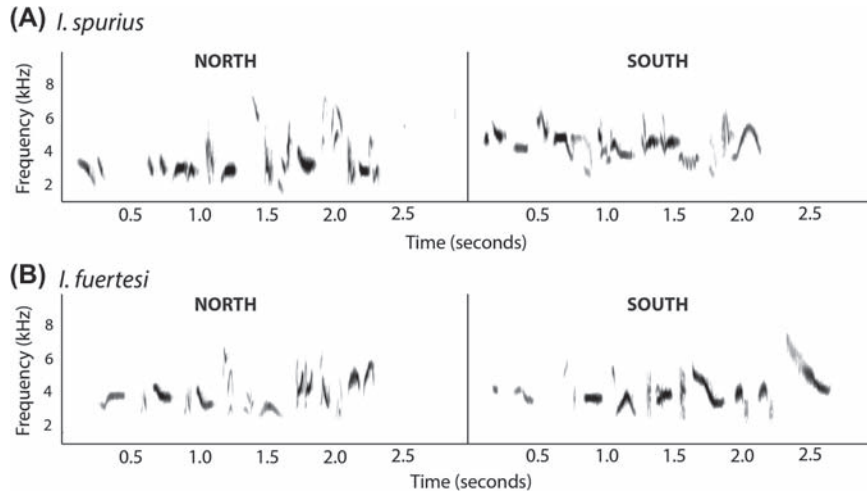 (A) I. spurius
NORTH SOUTH
Frequency (kHz)
8
6
4
2
0.5 1.0 1.5 2.0 2.5 0.5 1.0 1.5 2.0 2.5
Time (seconds)
(B) I. fuertesi
NORTH SOUTH
Frequency (kHz)
8
6
4
2
0.5 1.0 1.5 2.0 2.5 0.5 1.0 1.5 2.0 2.5
Time (seconds)